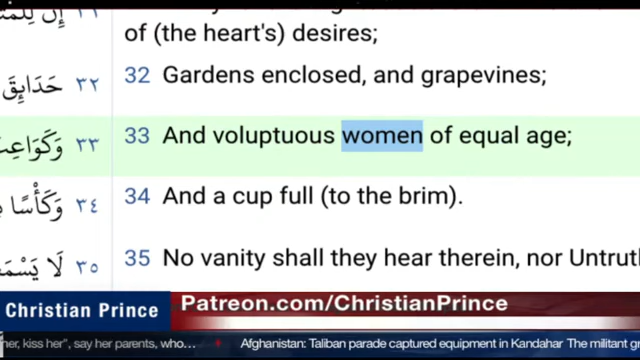 of (the heart's) desires;
32 Gardens enclosed, and grapevines;
٣٢ حَدَائِقَ
33 And voluptuous women of equal age;
٣٣
34 And a cup full (to the brim).
٣٤ وَكَأْسًا
35 No vanity shall they hear therein, nor Untruth
٣٥ لَا
Christian Prince
Patreon.com/ChristianPrince
her, kiss her", say her parents, who... Afghanistan: Taliban parade captured equipment in Kandahar The militant